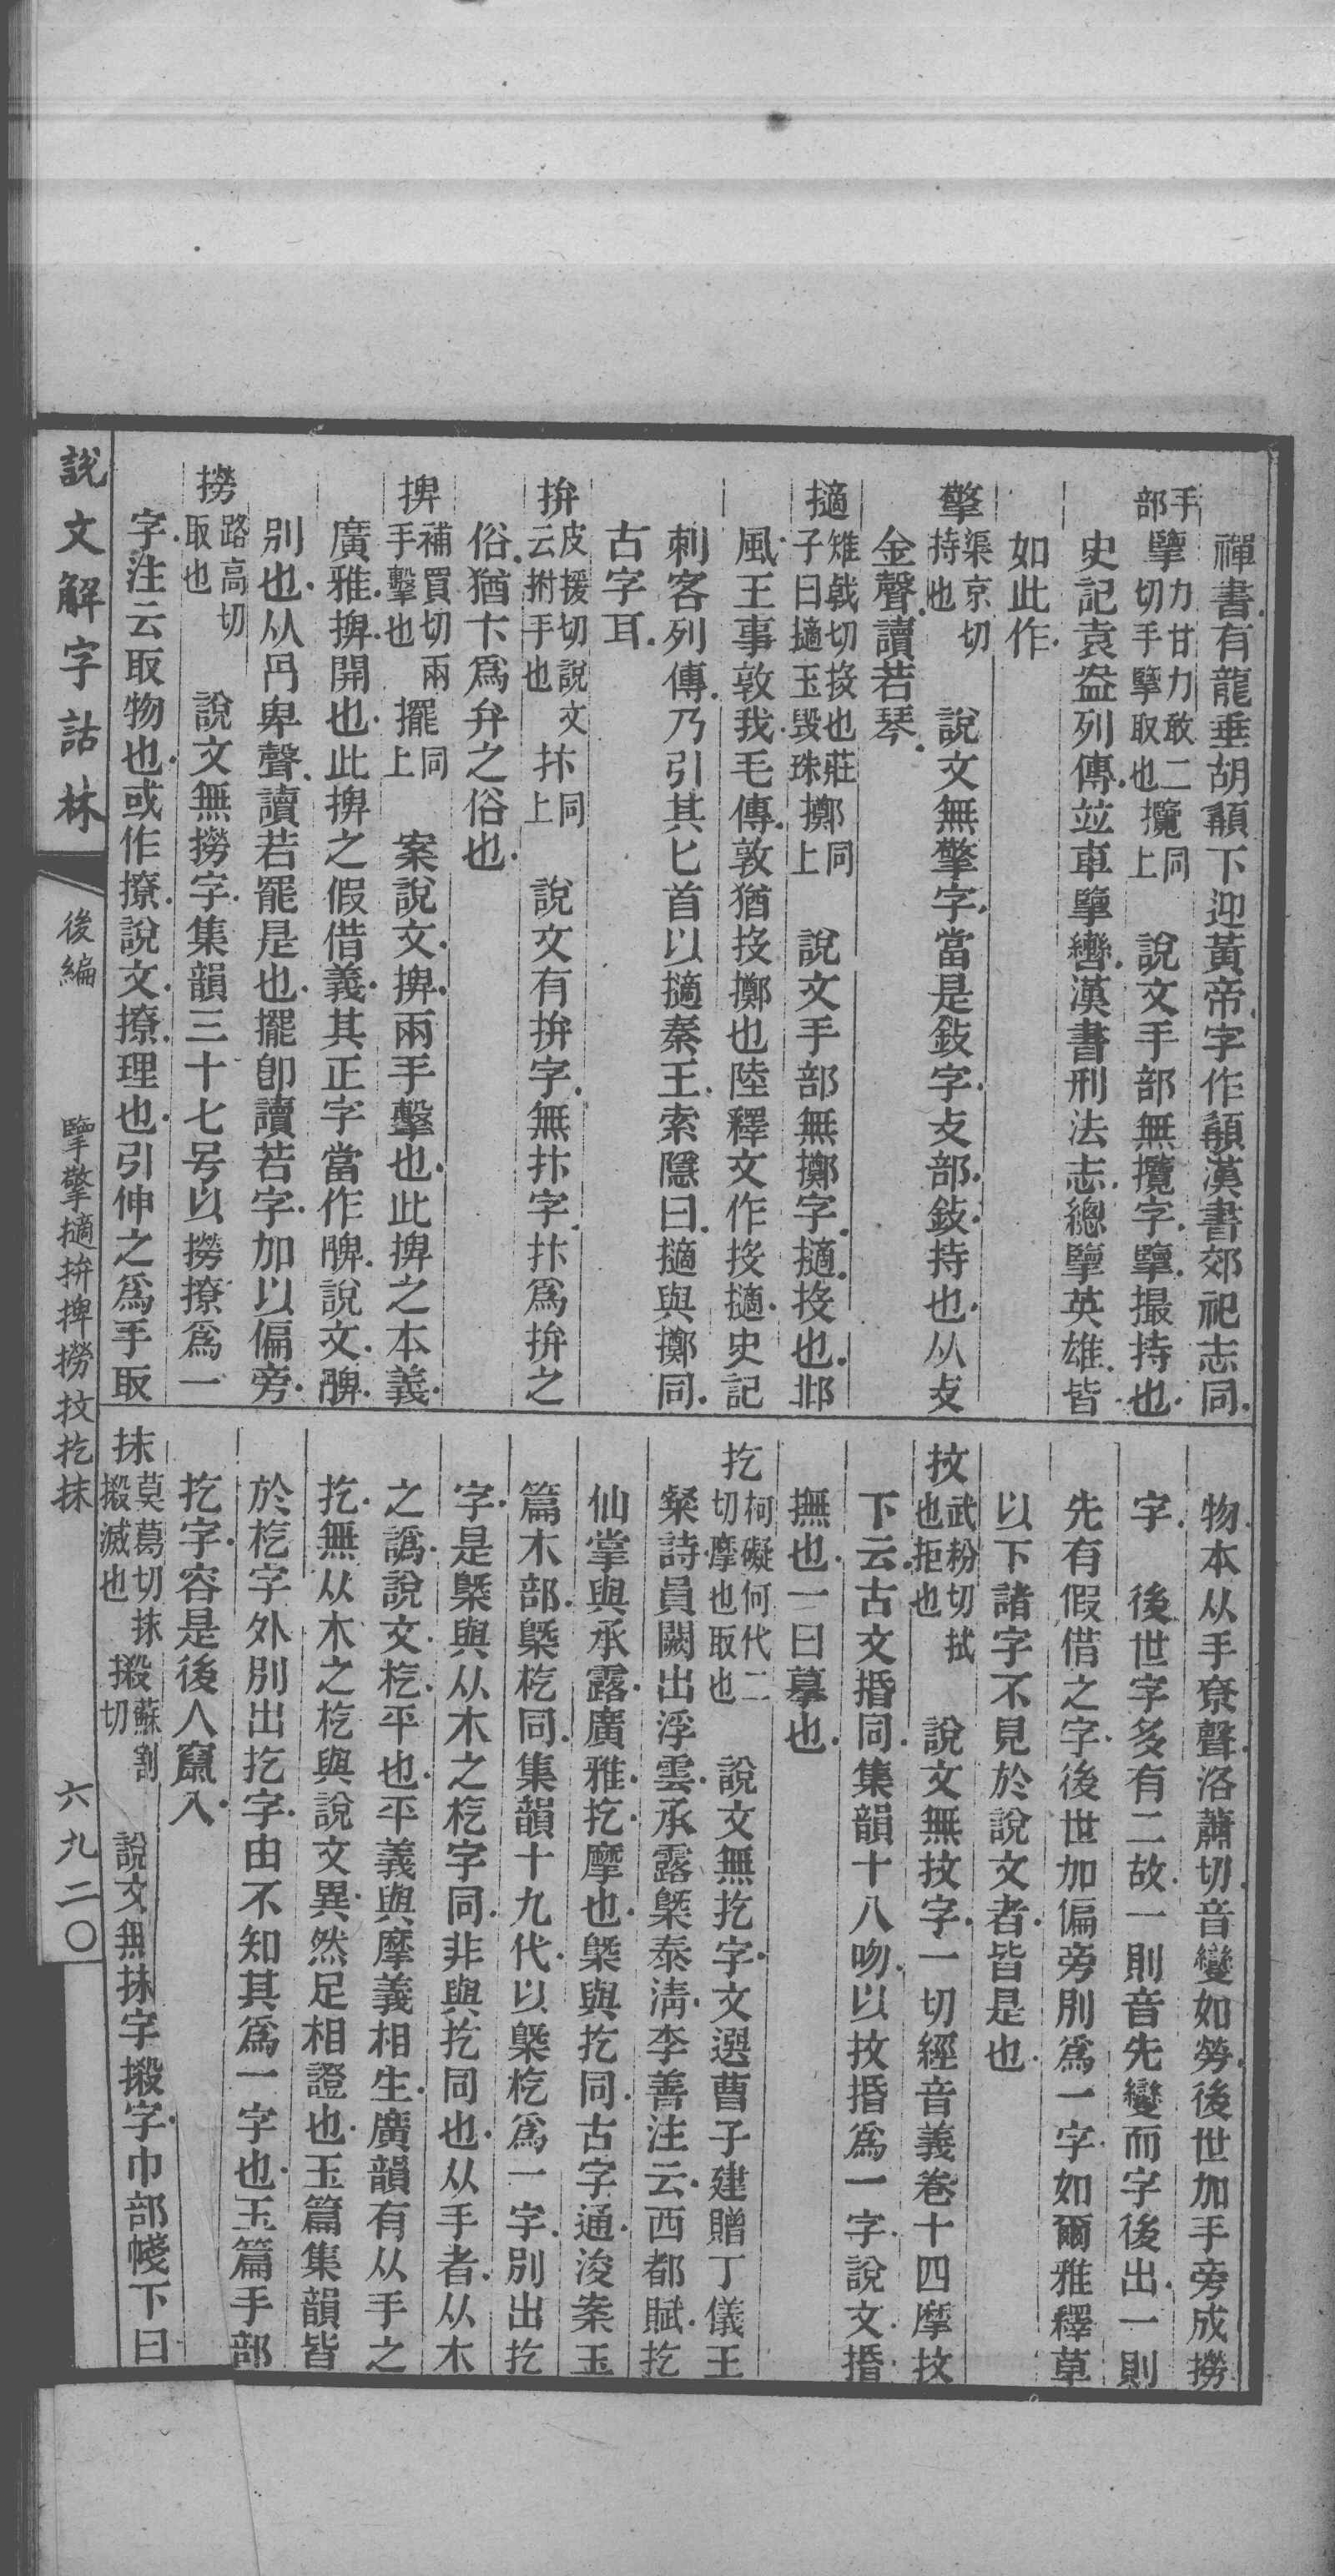 禪書有龍垂胡䫇下迎黃帝字作䫇漢書郊祀志同
手部 擥力甘力敢二切手擥取也 㩜同上 說文手部無㩜字擥撮持也
史記袁盎列傳竝車擥轡漢書刑法志總擥英雄皆
如此作
擎渠京切持也 說文無擎字當是㩒字攴部㩒持也从攴
金聲讀若琴
擿雉戟切投也莊子曰擿玉毀珠 擲同上 說文手部無擲字擿投也邶
風王事敦我毛傳敦猶投擲也陸釋文作投擿史記
刺客列傳乃引其匕首以擿秦王索隱曰擿與擲同
古字耳
拚皮援切說文云拊手也 抃同上 說文有拚字無抃字抃爲拚之
俗猶卞爲弁之俗也
捭補買切兩手擊也 擺同上 案說文捭兩手擊也此捭之本義
廣雅捭開也此捭之假借義其正字當作𠔁說文𠔁
別也从冎卑聲讀若罷是也擺卽讀若字加以偏旁
撈路高切取也 說文無撈字集韻三十七号以撈撩爲一
字注云取物也或作撩說文撩理也引伸之爲手取
物本从手尞聲洛蕭切音變如勞後世加手旁成撈
字 後世字多有二故一則音先變而字後出一則
先有假借之字後世加偏旁別爲一字如爾雅釋草
以下諸字不見於說文者皆是也
抆武粉切拭也拒也 說文無抆字一切經音義卷十四摩抆
下云古文㨉同集韻十八吻以抆㨉爲一字說文㨉
撫也一曰摹也
扢柯礙何代二切摩也取也 說文無扢字文選曹子建贈丁儀王
粲詩員闕出浮雲承露槩泰淸李善注云西都賦扢
仙掌與承露廣雅扢摩也槩與扢同古字通浚案玉
篇木部槩杚同集韻十九代以槩杚爲一字別出扢
字是槩與从木之杚字同非與扢同也从手者从木
之譌說文杚平也平義與摩義相生廣韻有从手之
扢無从木之杚與說文異然足相證也玉篇集韻皆
於杚字外別出扢字由不知其爲一字也玉篇手部
扢字容是後人竄入
抹莫葛切抹摋滅也 摋蘇割切 說文無抹字摋字巾部㡜下曰
說文解字詁林
後編
擥擎擿拚捭撈抆扢抹
六九二〇